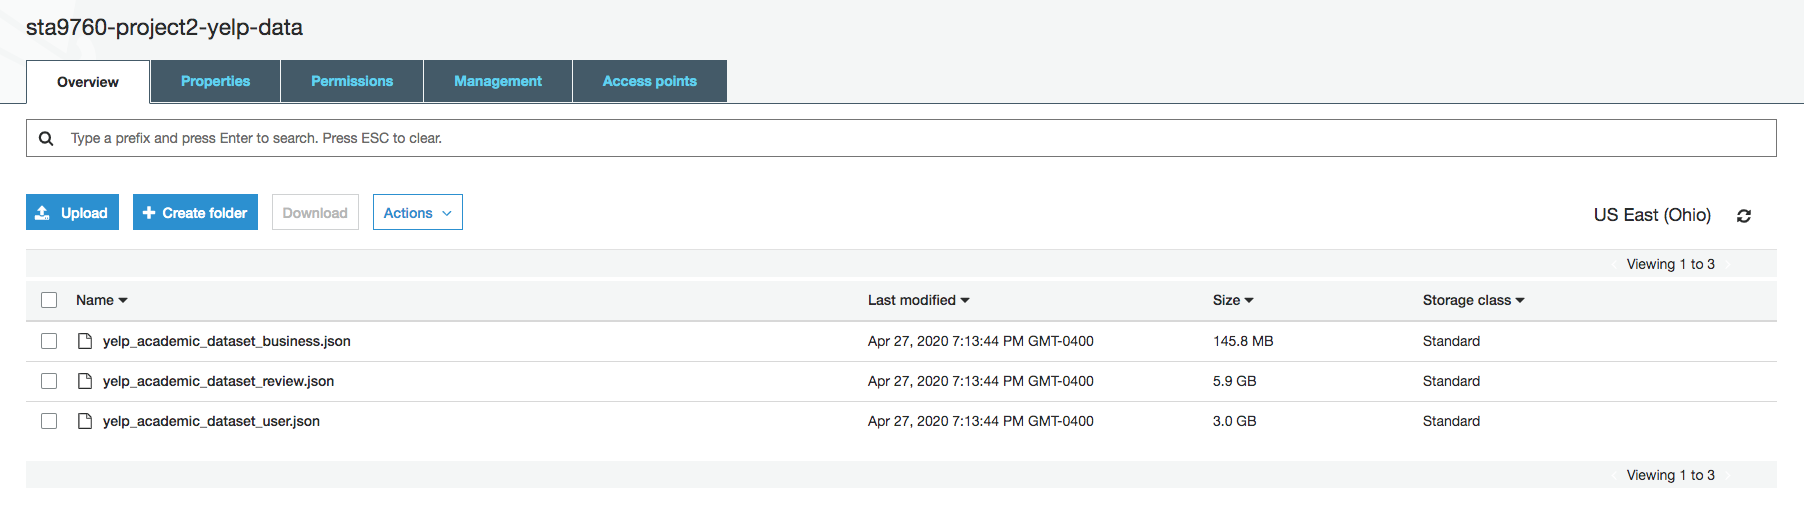 sta9760-project2-yelp-data
Overview Properties Permissions Management Access points
Type a prefix and press Enter to search. Press ESC to clear.
Upload Create folder Download Actions US East (Ohio)
Viewing 1 to 3
Name Last modified Size Storage class
yelp_academic_dataset_business.json Apr 27, 2020 7:13:44 PM GMT-0400 145.8 MB Standard
yelp_academic_dataset_review.json Apr 27, 2020 7:13:44 PM GMT-0400 5.9 GB Standard
yelp_academic_dataset_user.json Apr 27, 2020 7:13:44 PM GMT-0400 3.0 GB Standard
Viewing 1 to 3